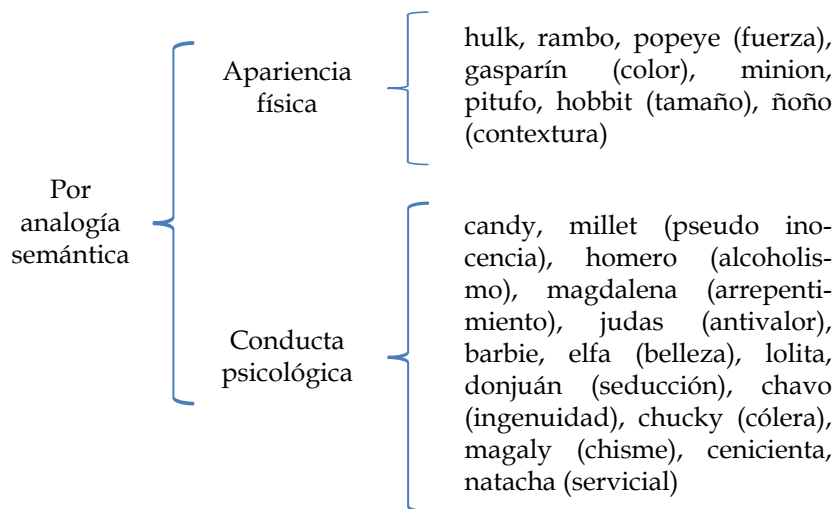 Por
analogía
semántica
Apariencia
física
hulk, rambo, popeye (fuerza),
gasparín (color), minion,
pitufo, hobbit (tamaño), ñoño
(contextura)
Conducta
psicológica
candy, millet (pseudo ino-
cencia), homero (alcoholis-
mo), magdalena (arrepenti-
miento), judas (antivalor),
barbie, elfa (belleza), lolita,
donjuán (seducción), chavo
(ingenuidad), chucky (cólera),
magaly (chisme), cenicienta,
natacha (servicial)